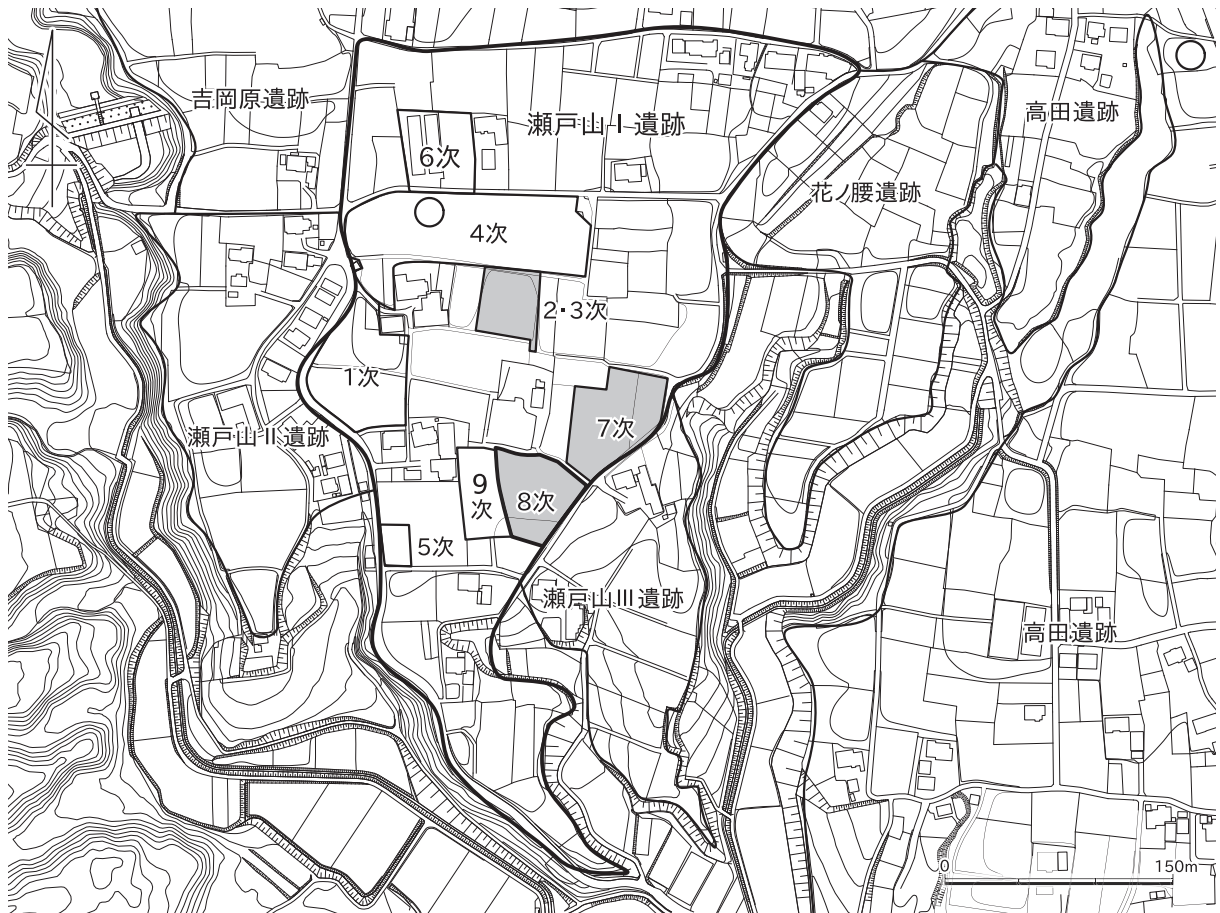 吉岡原遺跡
瀬戸山Ⅰ遺跡
高田遺跡
6次
花ノ腰遺跡
4次
2・3次
1次
7次
瀬戸山Ⅱ遺跡
9次
8次
5次
瀬戸山Ⅲ遺跡
高田遺跡
0
150m